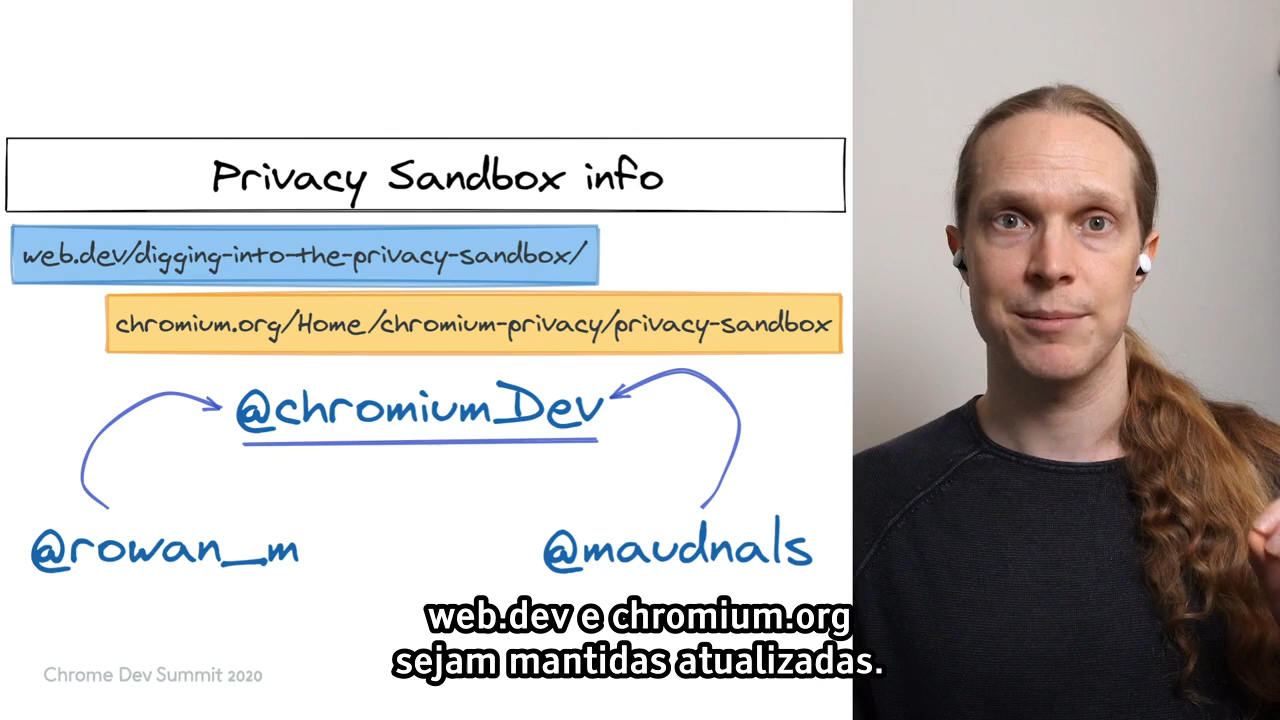 Privacy Sandbox info
web.dev/digging-into-the-privacy-sandbox/
chromium.org/Home/chromium-privacy/privacy-sandbox
@chromiumDev
@rowan_m
@maudnals
web.dev e chromium.org
sejam mantidas atualizadas.
Chrome Dev Summit 2020